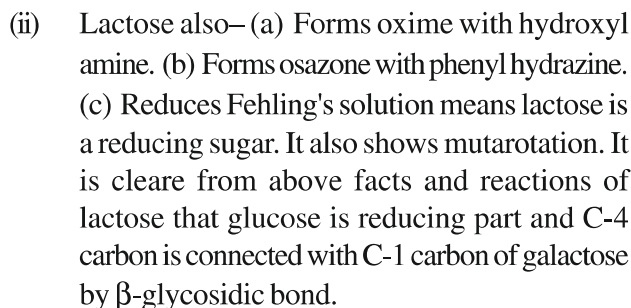 (ii) Lactose also– (a) Forms oxime with hydroxyl
amine. (b) Forms osazone with phenyl hydrazine.
(c) Reduces Fehling's solution means lactose is
a reducing sugar. It also shows mutarotation. It
is cleare from above facts and reactions of
lactose that glucose is reducing part and C-4
carbon is connected with C-1 carbon of galactose
by β-glycosidic bond.